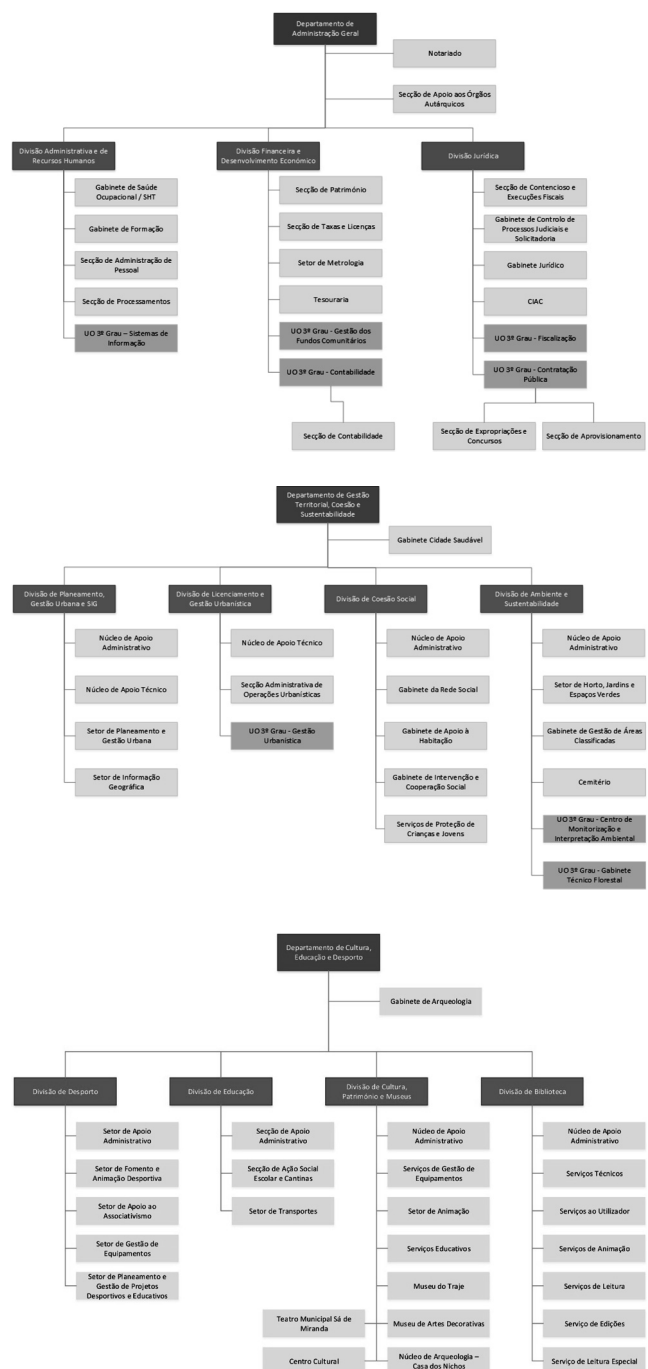 Departamento de
Administração Geral
Notariado
Secção de Apoio aos Órgãos
Autárquicos
Divisão Administrativa e de
Recursos Humanos
Gabinete de Saúde
Ocupacional / SHT
Gabinete de Formação
Secção de Administração de
Pessoal
Secção de Processamentos
UO 3º Grau – Sistemas de
Informação
Divisão Financeira e
Desenvolvimento Económico
Secção de Património
Secção de Taxas e Licenças
Setor de Metrologia
Tesouraria
UO 3º Grau - Gestão dos
Fundos Comunitários
UO 3º Grau - Contabilidade
Secção de Contabilidade
Divisão Jurídica
Secção de Contencioso e
Execuções Fiscais
Gabinete de Controlo de
Processos Judiciais e
Solicitadoria
Gabinete Jurídico
CIAC
UO 3º Grau - Fiscalização
UO 3º Grau - Contratação
Pública
Secção de Expropriações e
Concursos
Secção de Aprovisionamento
Departamento de Gestão
Territorial, Coesão e
Sustentabilidade
Gabinete Cidade Saudável
Divisão de Planeamento,
Gestão Urbana e SIG
Núcleo de Apoio
Administrativo
Núcleo de Apoio Técnico
Setor de Planeamento e
Gestão Urbana
Setor de Informação
Geográfica
Divisão de Licenciamento e
Gestão Urbanística
Núcleo de Apoio Técnico
Secção Administrativa de
Operações Urbanísticas
UO 3º Grau - Gestão
Urbanistica
Divisão de Coesão Social
Núcleo de Apoio
Administrativo
Gabinete da Rede Social
Gabinete de Apoio à
Habitação
Gabinete de Intervenção e
Cooperação Social
Serviços de Proteção de
Crianças e Jovens
Divisão de Ambiente e
Sustentabilidade
Núcleo de Apoio
Administrativo
Setor de Horto, Jardins e
Espaços Verdes
Gabinete de Gestão de Áreas
Classificadas
Cemitério
UO 3º Grau - Centro de
Monitorização e
Interpretação Ambiental
UO 3º Grau - Gabinete
Técnico Florestal
Departamento de Cultura,
Educação e Desporto
Gabinete de Arqueologia
Divisão de Desporto
Setor de Apoio
Administrativo
Setor de Fomento e
Animação Desportiva
Setor de Apoio ao
Associativismo
Setor de Gestão de
Equipamentos
Setor de Planeamento e
Gestão de Projetos
Desportivos e Educativos
Divisão de Educação
Secção de Apoio
Administrativo
Secção de Ação Social
Escolar e Cantinas
Setor de Transportes
Divisão de Cultura,
Património e Museus
Núcleo de Apoio
Administrativo
Serviços de Gestão de
Equipamentos
Setor de Animação
Serviços Educativos
Museu do Traje
Teatro Municipal Sá de
Miranda
Museu de Artes Decorativas
Centro Cultural
Núcleo de Arqueologia –
Casa dos Nichos
Divisão de Biblioteca
Núcleo de Apoio
Administrativo
Serviços Técnicos
Serviços ao Utilizador
Serviços de Animação
Serviços de Leitura
Serviço de Edições
Serviço de Leitura Especial